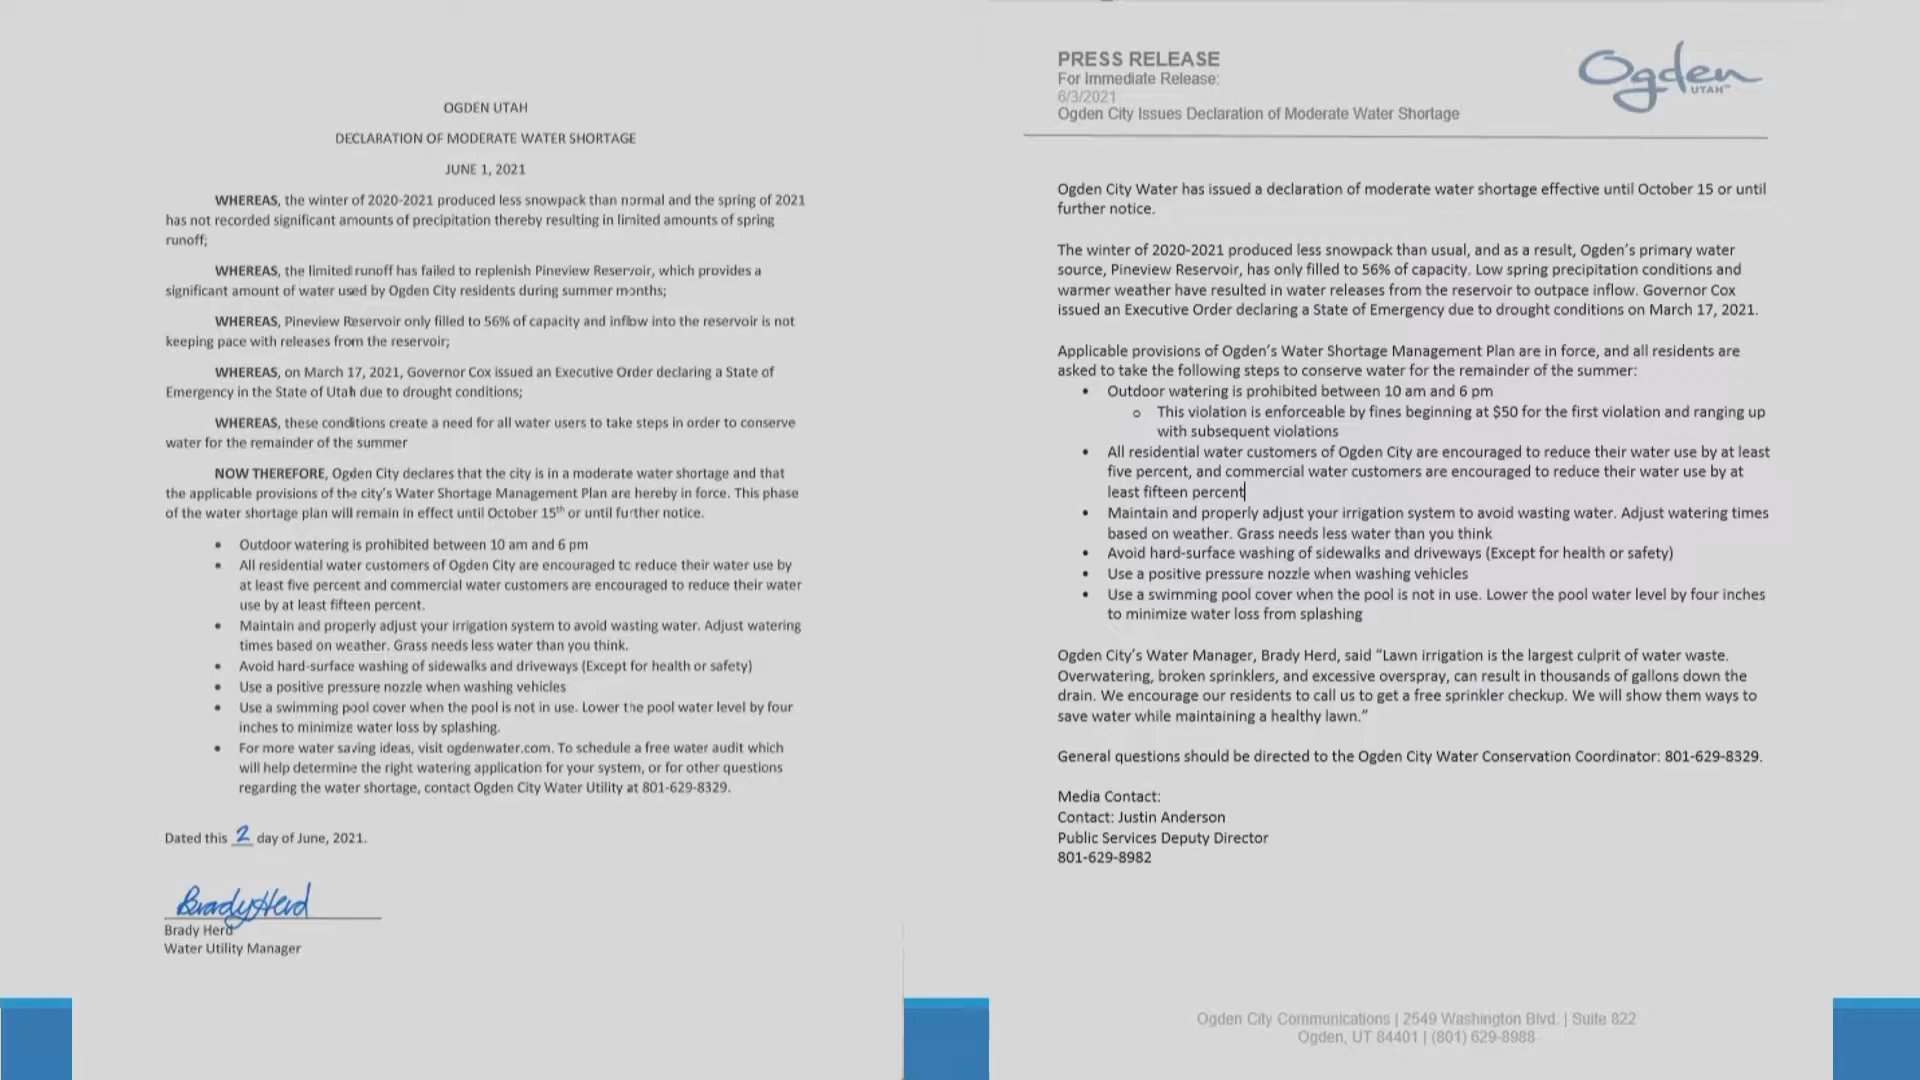 OGDEN UTAH
DECLARATION OF MODERATE WATER SHORTAGE
JUNE 1, 2021
WHEREAS, the winter of 2020-2021 produced less snowpack than normal and the spring of 2021
has not recorded significant amounts of precipitation thereby resulting in limited amounts of spring
runoff;
WHEREAS, the limited runoff has failed to replenish Pineview Reservoir, which provides a
significant amount of water used by Ogden City residents during summer months;
WHEREAS, Pineview Reservoir only filled to 56% of capacity and inflow into the reservoir is not
keeping pace with releases from the reservoir;
WHEREAS, on March 17, 2021, Governor Cox issued an Executive Order declaring a State of
Emergency in the State of Utah due to drought conditions;
WHEREAS, these conditions create a need for all water users to take steps in order to conserve
water for the remainder of the summer
NOW THEREFORE, Ogden City declares that the city is in a moderate water shortage and that
the applicable provisions of the city's Water Shortage Management Plan are hereby in force. This phase
of the water shortage plan will remain in effect until October 15th or until further notice.
• Outdoor watering is prohibited between 10 am and 6 pm
• All residential water customers of Ogden City are encouraged to reduce their water use by
at least five percent and commercial water customers are encouraged to reduce their water
use by at least fifteen percent.
• Maintain and properly adjust your irrigation system to avoid wasting water. Adjust watering
times based on weather. Grass needs less water than you think.
• Avoid hard-surface washing of sidewalks and driveways (Except for health or safety)
• Use a positive pressure nozzle when washing vehicles
• Use a swimming pool cover when the pool is not in use. Lower the pool water level by four
inches to minimize water loss by splashing.
• For more water saving ideas, visit ogdenwater.com. To schedule a free water audit which
will help determine the right watering application for your system, or for other questions
regarding the water shortage, contact Ogden City Water Utility at 801-629-8329.
Dated this 2 day of June, 2021.
Brady Herd
Brady Herd
Water Utility Manager
PRESS RELEASE
For Immediate Release:
6/3/2021
Ogden City Issues Declaration of Moderate Water Shortage
Ogden
UTAH™
Ogden City Water has issued a declaration of moderate water shortage effective until October 15 or until
further notice.
The winter of 2020-2021 produced less snowpack than usual, and as a result, Ogden's primary water
source, Pineview Reservoir, has only filled to 56% of capacity. Low spring precipitation conditions and
warmer weather have resulted in water releases from the reservoir to outpace inflow. Governor Cox
issued an Executive Order declaring a State of Emergency due to drought conditions on March 17, 2021.
Applicable provisions of Ogden's Water Shortage Management Plan are in force, and all residents are
asked to take the following steps to conserve water for the remainder of the summer:
• Outdoor watering is prohibited between 10 am and 6 pm
o This violation is enforceable by fines beginning at $50 for the first violation and ranging up
with subsequent violations
• All residential water customers of Ogden City are encouraged to reduce their water use by at least
five percent, and commercial water customers are encouraged to reduce their water use by at
least fifteen percent
• Maintain and properly adjust your irrigation system to avoid wasting water. Adjust watering times
based on weather. Grass needs less water than you think
• Avoid hard-surface washing of sidewalks and driveways (Except for health or safety)
• Use a positive pressure nozzle when washing vehicles
• Use a swimming pool cover when the pool is not in use. Lower the pool water level by four inches
to minimize water loss from splashing
Ogden City's Water Manager, Brady Herd, said "Lawn irrigation is the largest culprit of water waste.
Overwatering, broken sprinklers, and excessive overspray, can result in thousands of gallons down the
drain. We encourage our residents to call us to get a free sprinkler checkup. We will show them ways to
save water while maintaining a healthy lawn."
General questions should be directed to the Ogden City Water Conservation Coordinator: 801-629-8329.
Media Contact:
Contact: Justin Anderson
Public Services Deputy Director
801-629-8982
Ogden City Communications | 2549 Washington Blvd. | Suite 822
Ogden, UT 84401 | (801) 629-8988